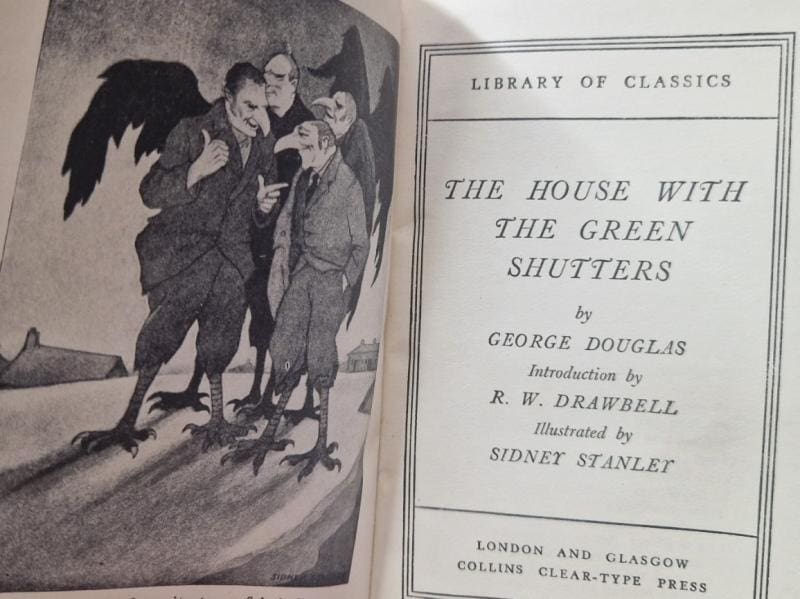 SIDNEY
LIBRARY OF CLASSICS
THE HOUSE WITH
THE GREEN
SHUTTERS
by
GEORGE DOUGLAS
Introduction by
R. W. DRAWBELL
Illustrated by
SIDNEY STANLEY
LONDON AND GLASGOW
COLLINS CLEAR-TYPE PRESS